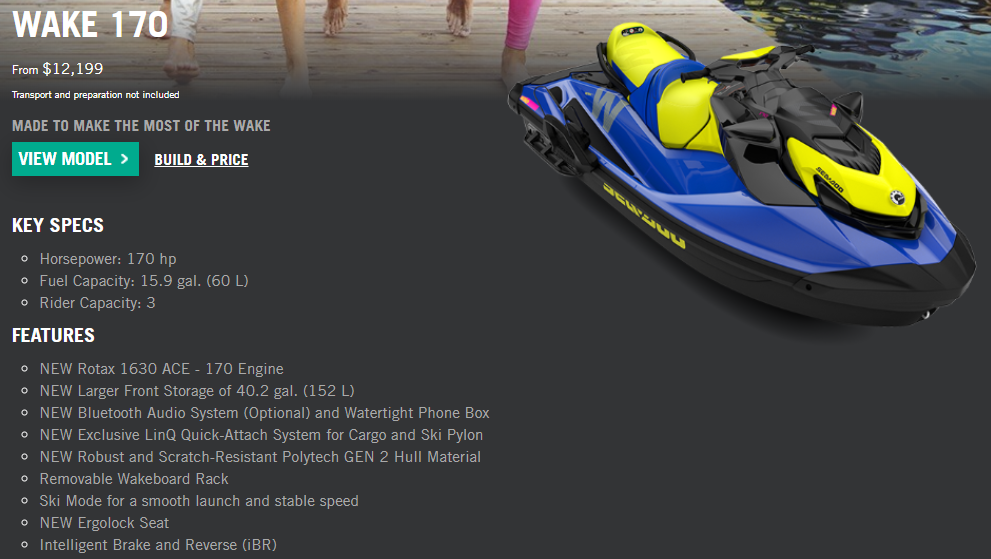 WAKE 170
From $12,199
Transport and preparation not included
MADE TO MAKE THE MOST OF THE WAKE
VIEW MODEL >
BUILD & PRICE
KEY SPECS
Horsepower: 170 hp
Fuel Capacity: 15.9 gal. (60 L)
Rider Capacity: 3
FEATURES
NEW Rotax 1630 ACE - 170 Engine
NEW Larger Front Storage of 40.2 gal. (152 L)
NEW Bluetooth Audio System (Optional) and Watertight Phone Box
NEW Exclusive LinQ Quick-Attach System for Cargo and Ski Pylon
NEW Robust and Scratch-Resistant Polytech GEN 2 Hull Material
Removable Wakeboard Rack
Ski Mode for a smooth launch and stable speed
NEW Ergolock Seat
Intelligent Brake and Reverse (iBR)
W
SEA-DOO
SEA-DOO